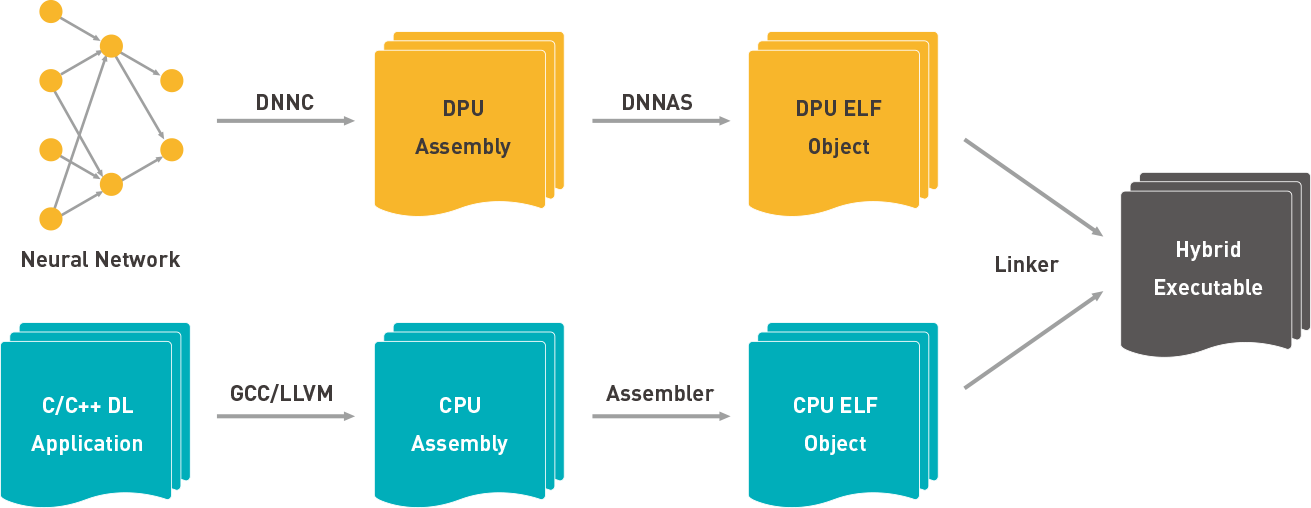 DNNC
DPU
Assembly
DNNAS
DPU ELF
Object
Neural Network
Linker
Hybrid
Executable
C/C++ DL
Application
GCC/LLVM
CPU
Assembly
Assembler
CPU ELF
Object